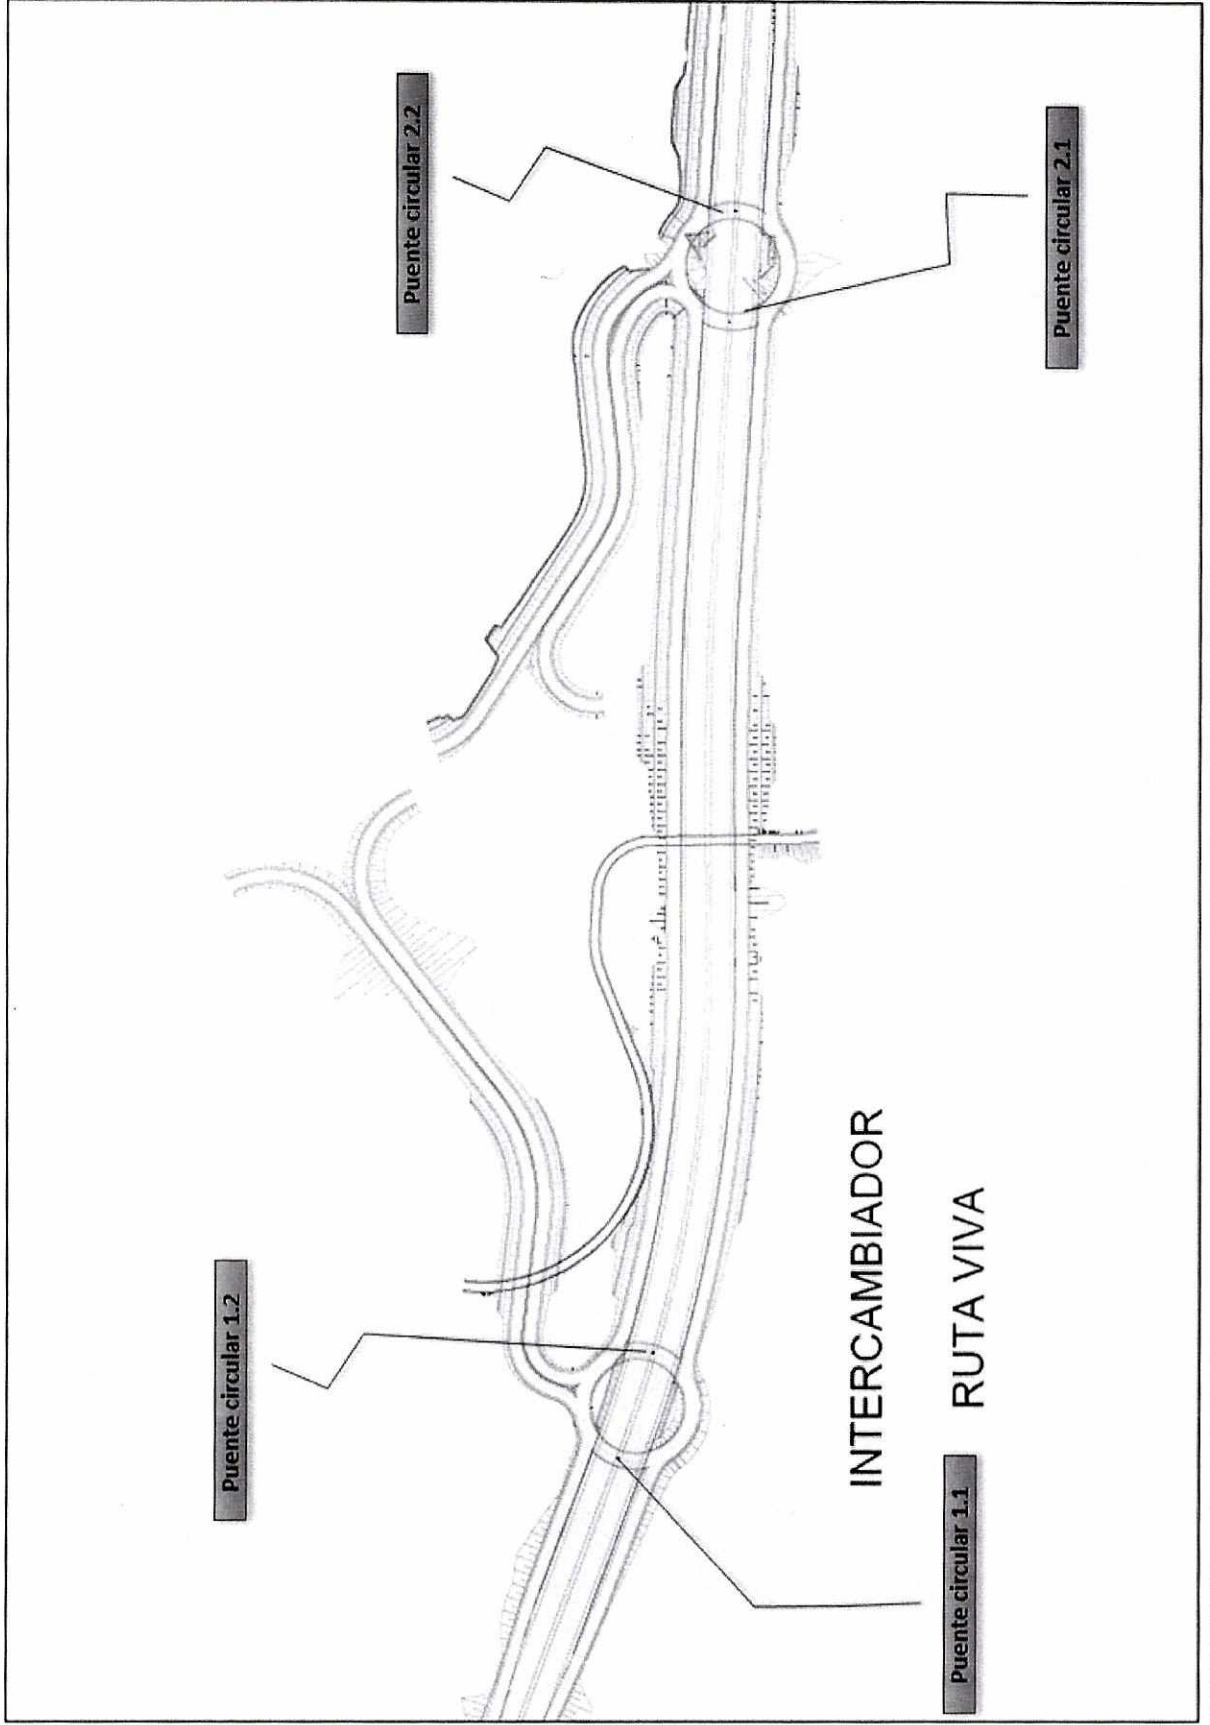 Puente circular 1.2
Puente circular 2.2
INTERCAMBIADOR
RUTA VIVA
Puente circular 1.1
Puente circular 2.1